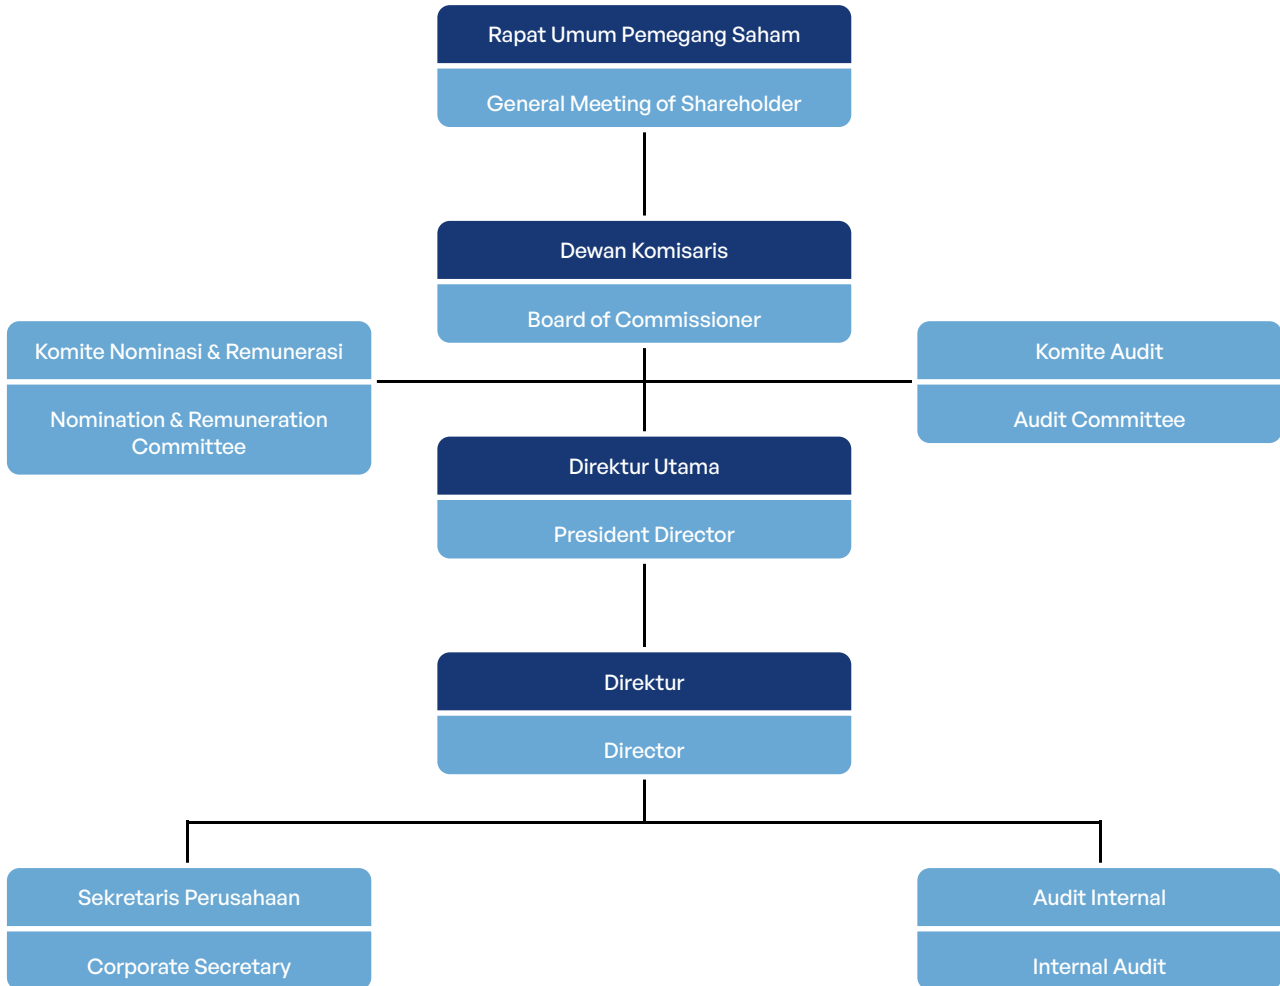 Rapat Umum Pemegang Saham
General Meeting of Shareholder
Dewan Komisaris
Board of Commissioner
Komite Nominasi & Remunerasi
Nomination & Remuneration
Committee
Komite Audit
Audit Committee
Direktur Utama
President Director
Direktur
Director
Sekretaris Perusahaan
Corporate Secretary
Audit Internal
Internal Audit